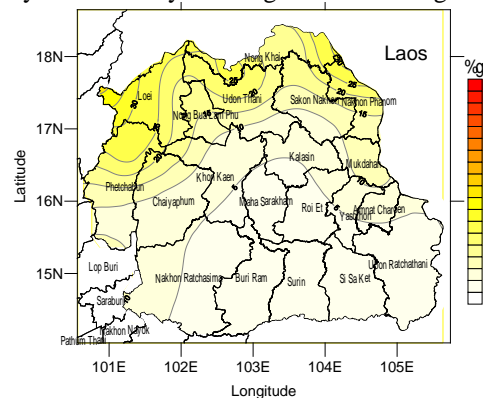 18N
17N
16N
15N
Latitude
Laos
%g
Nong Khai
Loei
Udon Thani
Sakon Nakhon
Nakhon Phanom
Nong Bua Lam Phu
Kalasin
Mukdahan
Phetchabun
Khon Kaen
Chaiyaphum
Maha Sarakham
Roi Et
Yasothon
Amnat Charoen
Lop Buri
Nakhon Ratchasima
Buri Ram
Surin
Si Sa Ket
Ubon Ratchathani
Saraburi
Nakhon Nayok
Pathum Thani
101E 102E 103E 104E 105E
Longitude